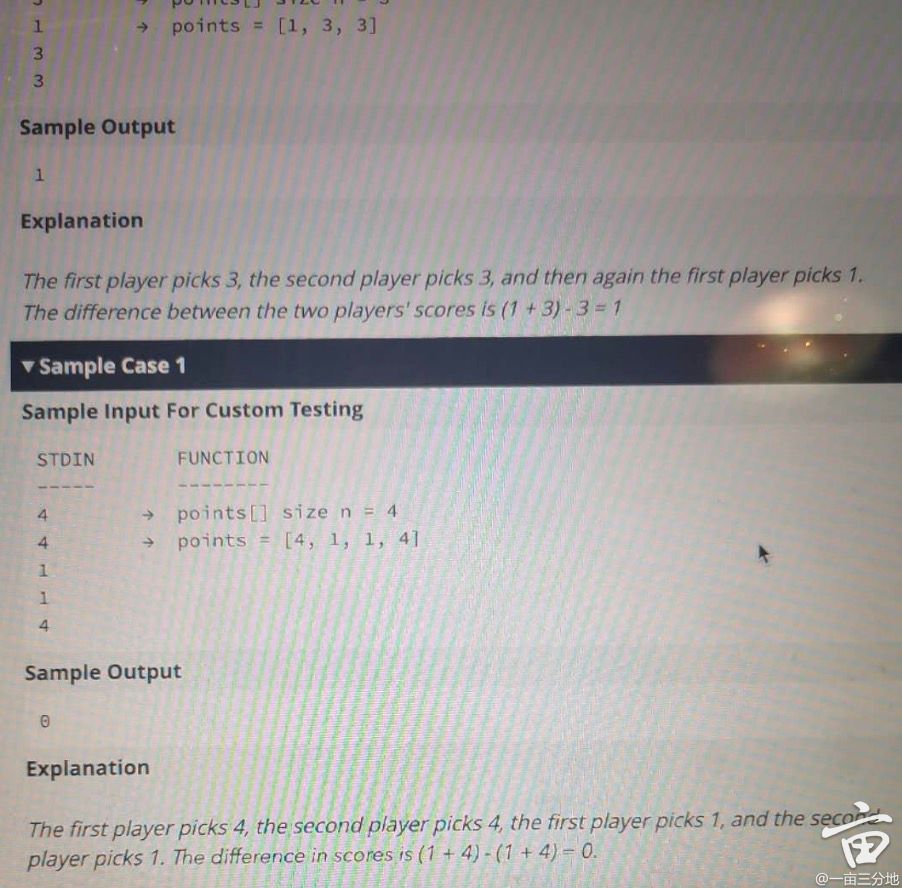 1 → points = [1, 3, 3]
3
3
Sample Output
1
Explanation
The first player picks 3, the second player picks 3, and then again the first player picks 1.
The difference between the two players' scores is (1 + 3) - 3 = 1
▼ Sample Case 1
Sample Input For Custom Testing
STDIN FUNCTION
----- --------
4 → points[] size n = 4
4 → points = [4, 1, 1, 4]
1
1
4
Sample Output
0
Explanation
The first player picks 4, the second player picks 4, the first player picks 1, and the second
player picks 1. The difference in scores is (1 + 4) - (1 + 4) = 0.
亩
@一亩三分地